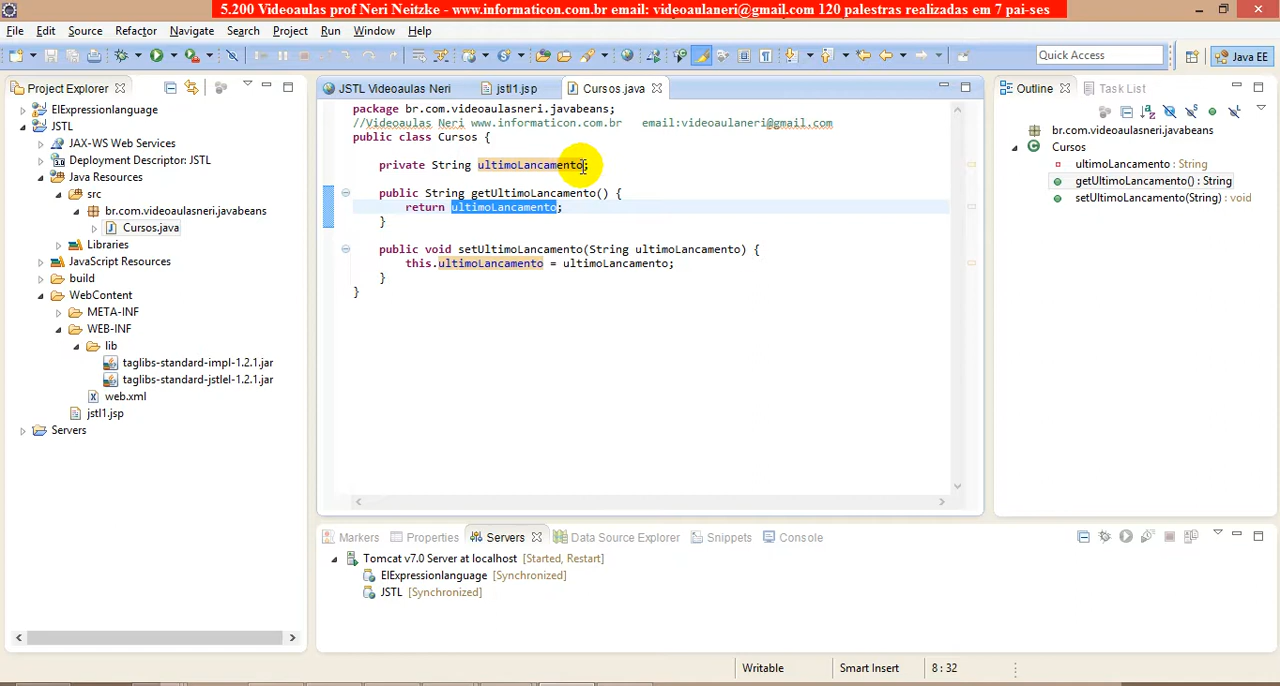 5.200 Videoaulas prof Neri Neitzke - www.informaticon.com.br email: videoaulaneri@gmail.com 120 palestras realizadas em 7 pai-ses
File Edit Source Refactor Navigate Search Project Run Window Help
Quick Access
Java EE
Project Explorer
ElExpressionlanguage
JSTL
JAX-WS Web Services
Deployment Descriptor: JSTL
Java Resources
src
br.com.videoaulasneri.javabeans
Cursos.java
Libraries
JavaScript Resources
build
WebContent
META-INF
WEB-INF
lib
taglibs-standard-impl-1.2.1.jar
taglibs-standard-jstlel-1.2.1.jar
web.xml
jstl1.jsp
Servers
JSTL Videoaulas Neri jstl1.jsp Cursos.java
package br.com.videoaulasneri.javabeans;
//Videoaulas Neri www.informaticon.com.br email:videoaulaneri@gmail.com
public class Cursos {
private String ultimoLancamento;
public String getUltimoLancamento() {
return ultimoLancamento;
}
public void setUltimoLancamento(String ultimoLancamento) {
this.ultimoLancamento = ultimoLancamento;
}
}
Outline Task List
br.com.videoaulasneri.javabeans
Cursos
ultimoLancamento : String
getUltimoLancamento() : String
setUltimoLancamento(String) : void
Markers Properties Servers Data Source Explorer Snippets Console
Tomcat v7.0 Server at localhost [Started, Restart]
ElExpressionlanguage [Synchronized]
JSTL [Synchronized]
Writable Smart Insert 8 : 32